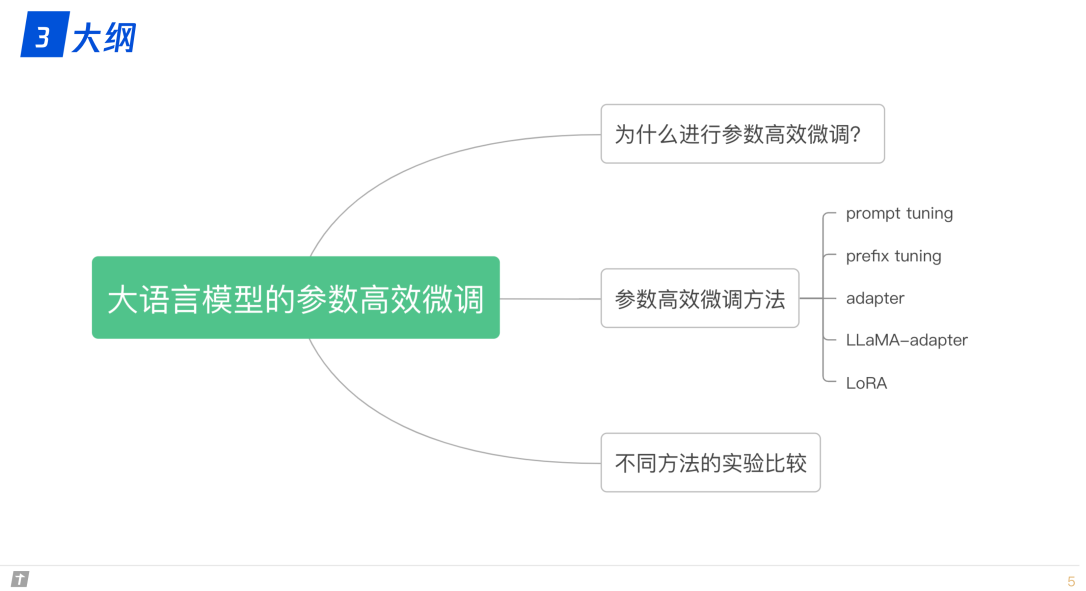 3 大纲
为什么进行参数高效微调?
大语言模型的参数高效微调
参数高效微调方法
prompt tuning
prefix tuning
adapter
LLaMA-adapter
LoRA
不同方法的实验比较
5